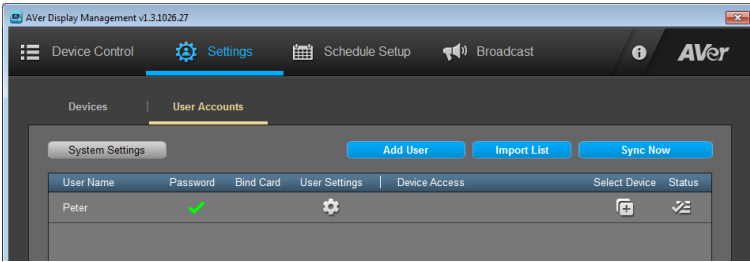 AVer Display Management v1.3.1026.27
Device Control Settings Schedule Setup Broadcast AVer
Devices | User Accounts
System Settings Add User Import List Sync Now
User Name Password Bind Card User Settings Device Access Select Device Status
Peter